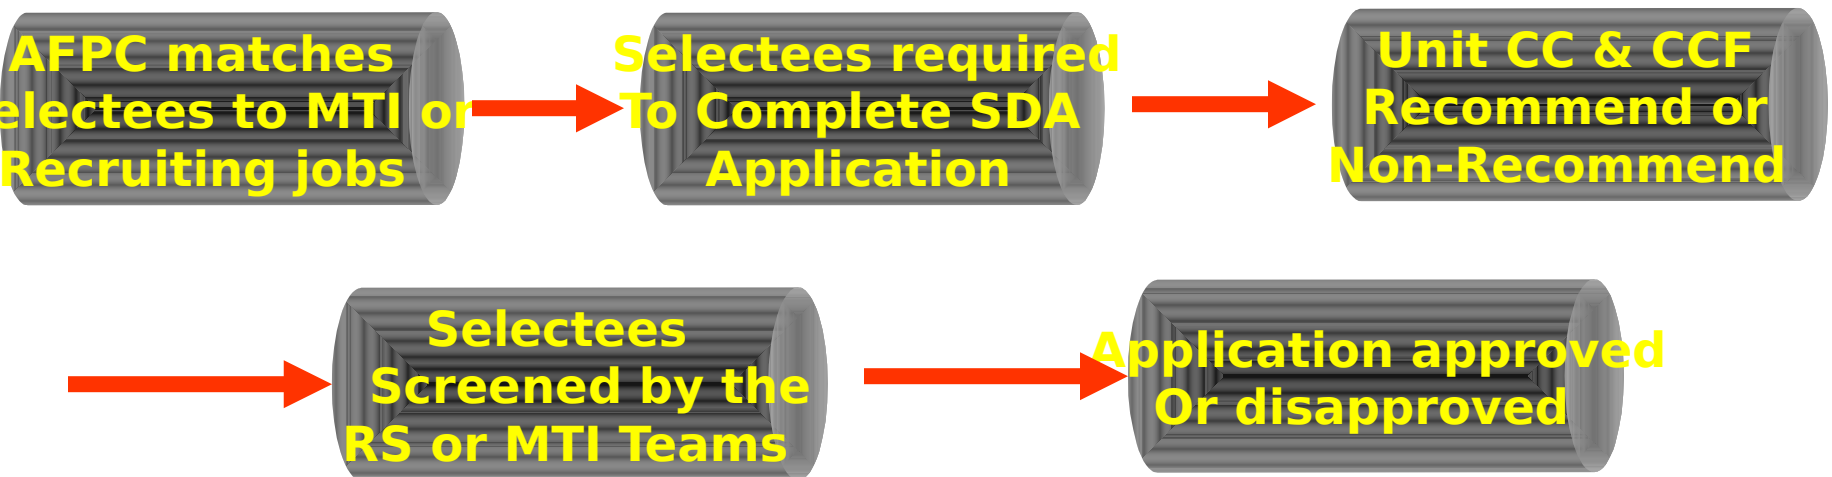 AFPC matches
electees to MTI or
Recruiting jobs
Selectees required
To Complete SDA
Application
Unit CC & CCF
Recommend or
Non-Recommend
Selectees
Screened by the
RS or MTI Teams
Application approved
Or disapproved